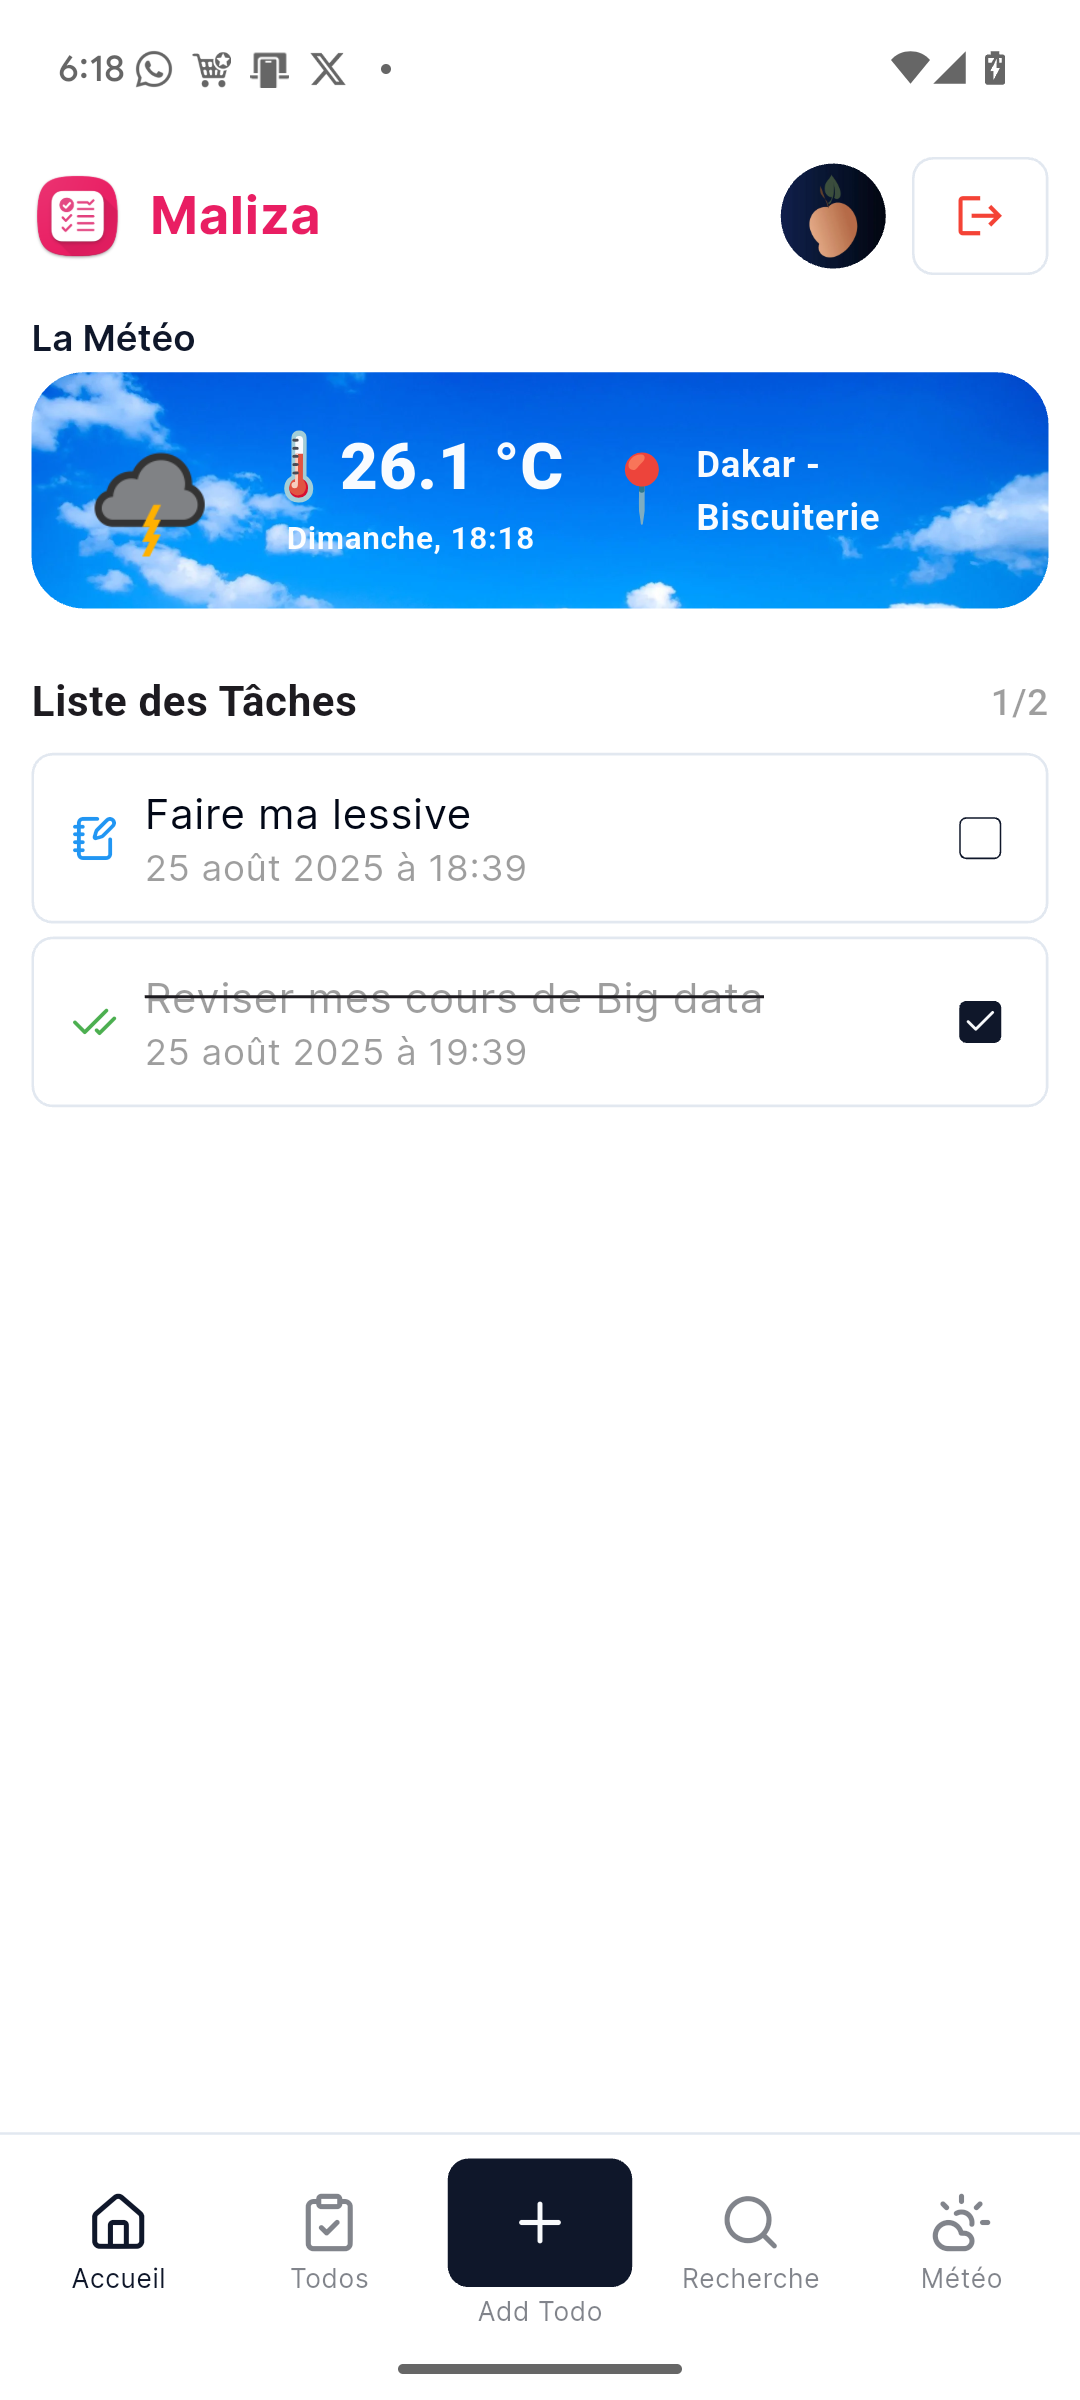 6:18
Maliza
La Météo
26.1 °C
Dimanche, 18:18
Dakar -
Biscuiterie
Liste des Tâches
1/2
Faire ma lessive
25 août 2025 à 18:39
Reviser mes cours de Big data
25 août 2025 à 19:39
Accueil
Todos
Add Todo
Recherche
Météo